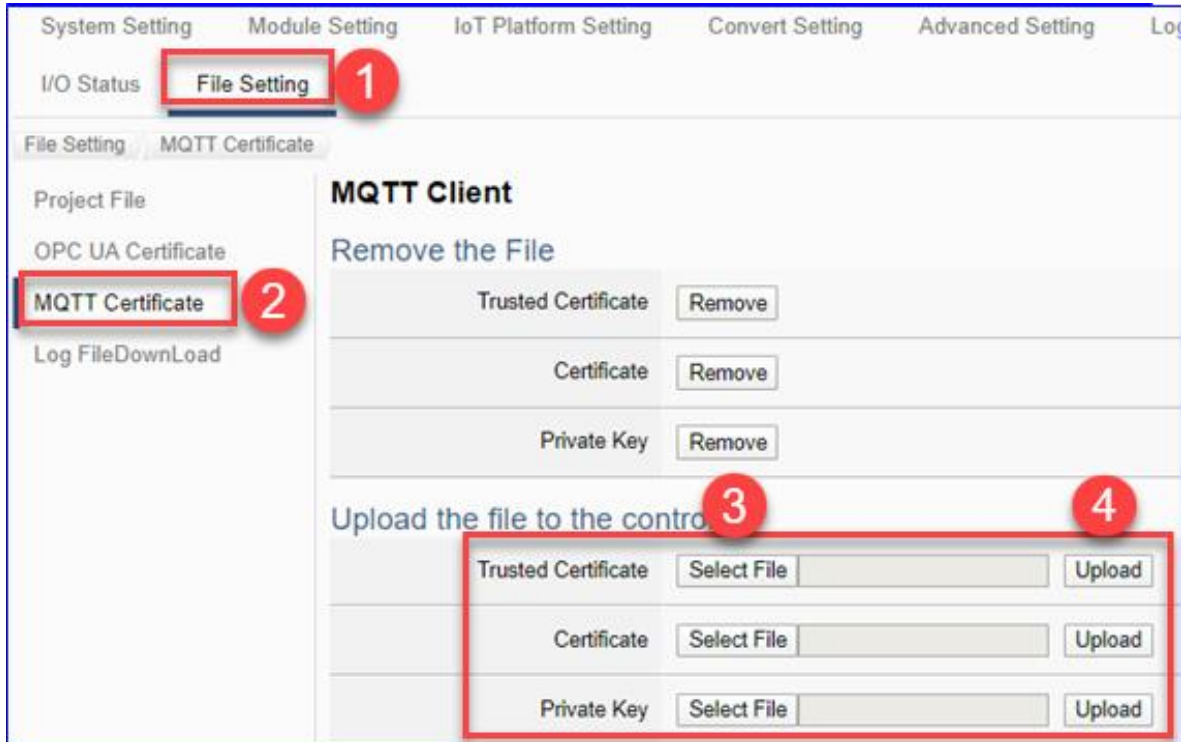 System Setting Module Setting IoT Platform Setting Convert Setting Advanced Setting
I/O Status File Setting 1
File Setting MQTT Certificate
Project File
OPC UA Certificate
MQTT Certificate 2
Log FileDownLoad
MQTT Client
Remove the File
Trusted Certificate Remove
Certificate Remove
Private Key Remove
Upload the file to the contro 3 4
Trusted Certificate Select File Upload
Certificate Select File Upload
Private Key Select File Upload